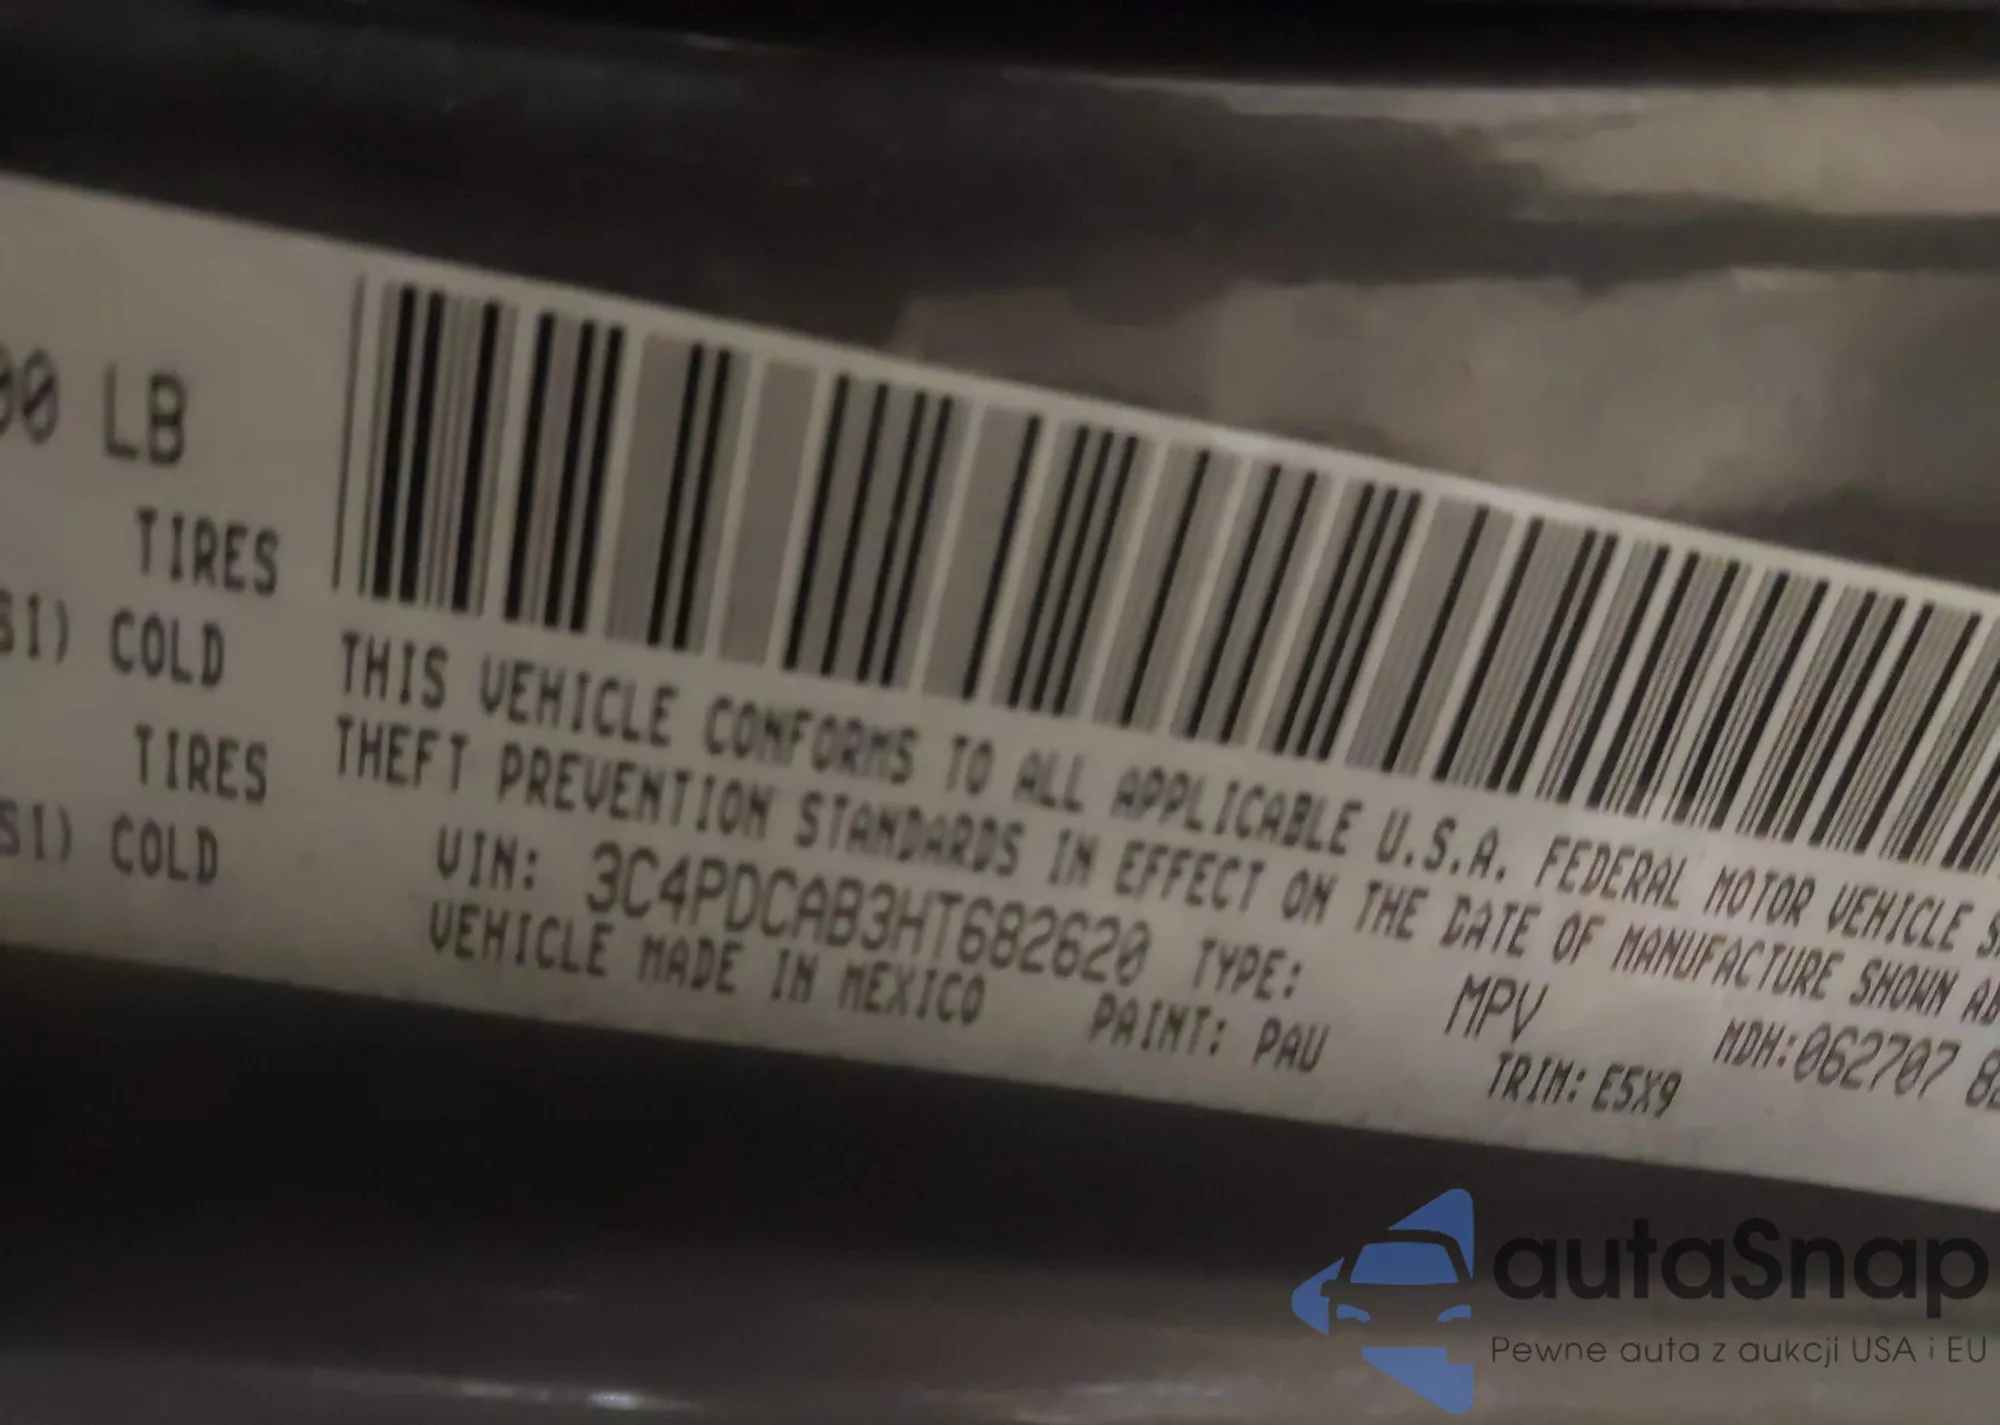 00 LB
TIRES
SI) COLD
TIRES
SI) COLD
THIS VEHICLE CONFORMS TO ALL APPLICABLE U.S.A. FEDERAL MOTOR VEHICLE S
THEFT PREVENTION STANDARDS IN EFFECT ON THE DATE OF MANUFACTURE SHOWN AB
VIN: 3C4PDCAB3HT682620 TYPE: MPV MDH:062707 82
VEHICLE MADE IN MEXICO PAINT: PAU TRIM: E5X9
autaSnap
Pewne auta z aukcji USA i EU